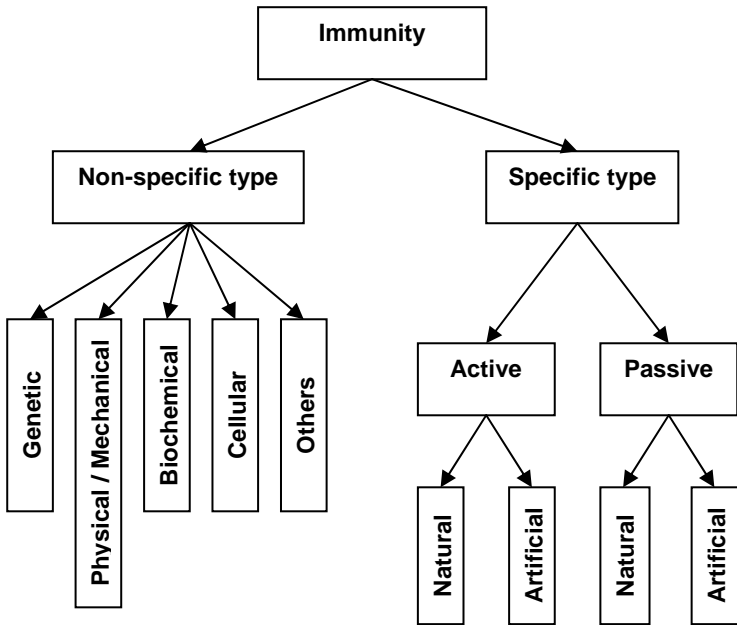 Immunity
Non-specific type
Specific type
Genetic
Physical / Mechanical
Biochemical
Cellular
Others
Active
Passive
Natural
Artificial
Natural
Artificial